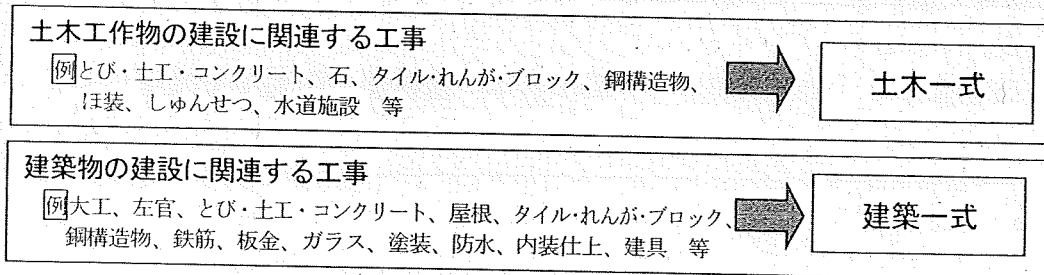 土木工作物の建設に関連する工事
例とび・土工・コンクリート、石、タイル・れんが・ブロック、鋼構造物、
ほ装、しゅんせつ、水道施設 等
土木一式
建築物の建設に関連する工事
例大工、左官、とび・土工・コンクリート、屋根、タイル・れんが・ブロック、
鋼構造物、鉄筋、板金、ガラス、塗装、防水、内装仕上、建具 等
建築一式